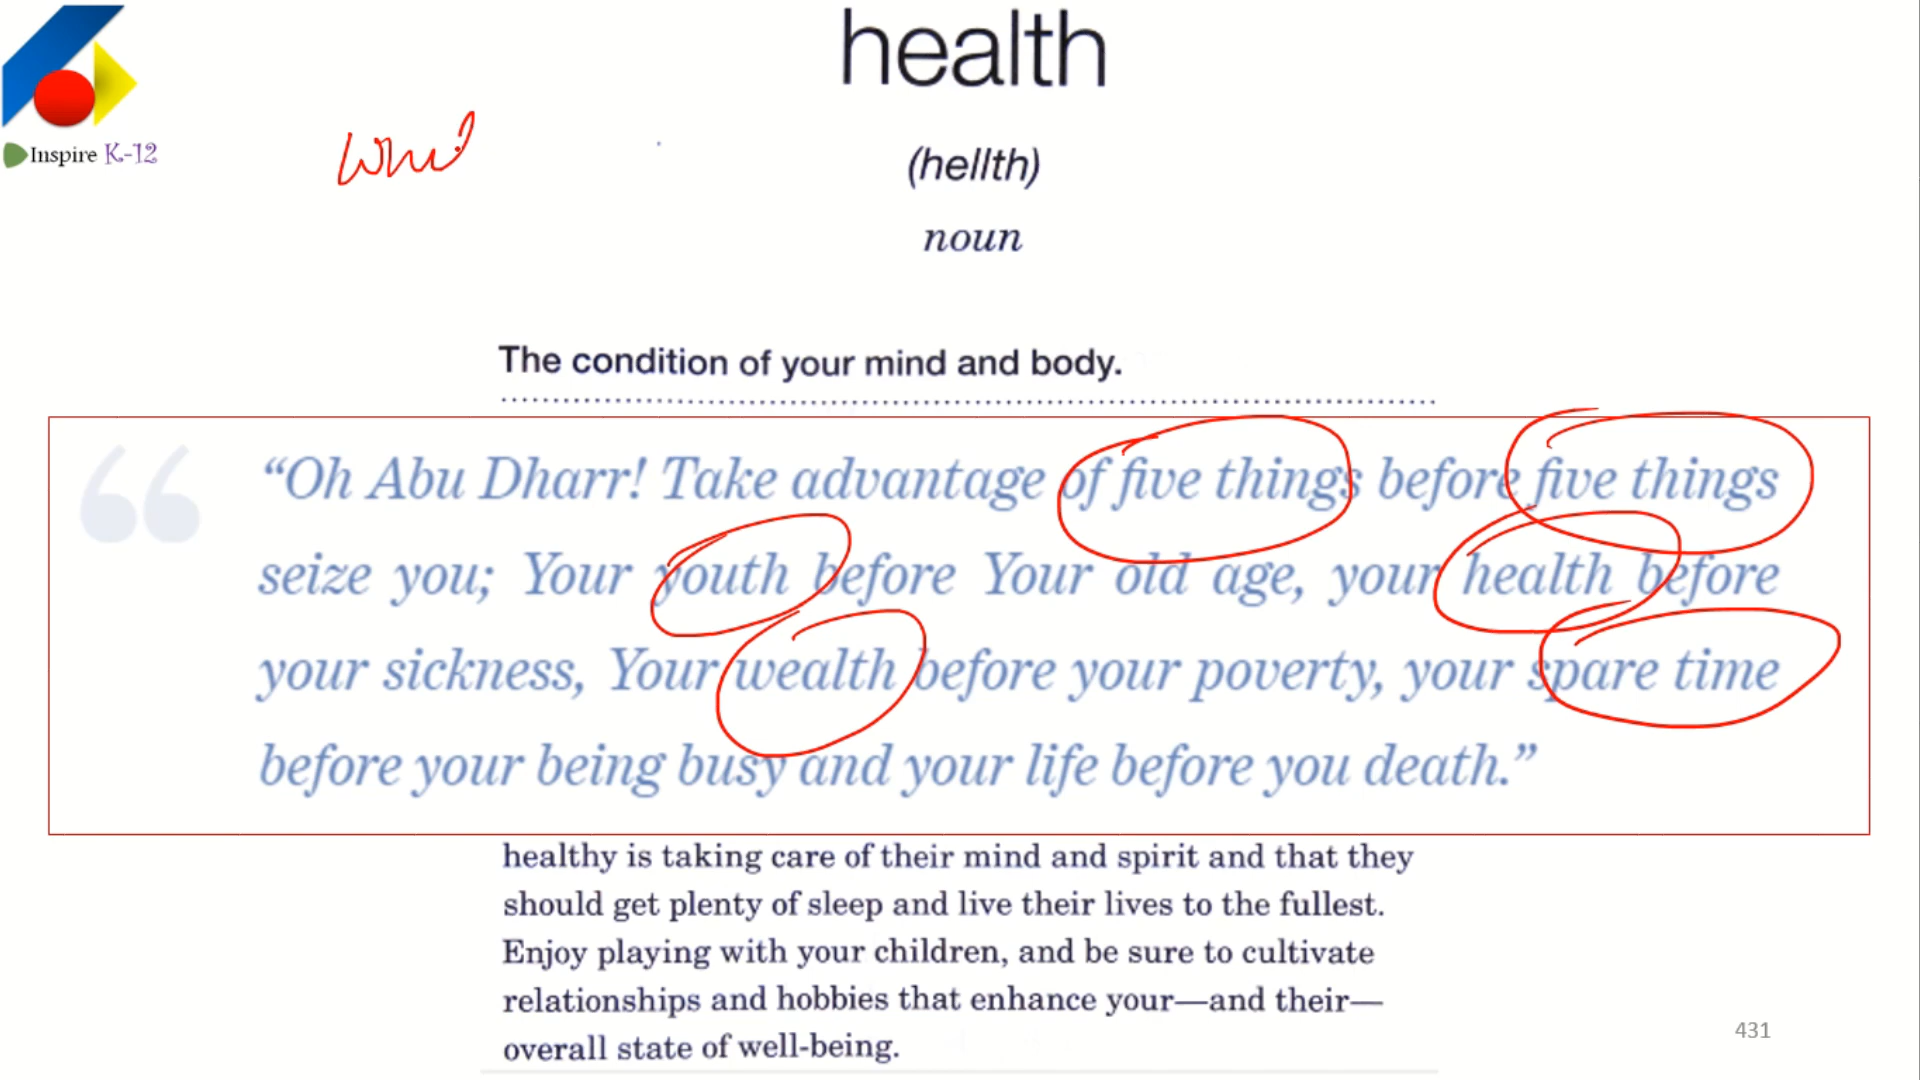 health
Inspire K-12
(hellth)
noun
The condition of your mind and body.
“Oh Abu Dharr! Take advantage of five things before five things
seize you; Your youth before Your old age, your health before
your sickness, Your wealth before your poverty, your spare time
before your being busy and your life before you death.”
healthy is taking care of their mind and spirit and that they
should get plenty of sleep and live their lives to the fullest.
Enjoy playing with your children, and be sure to cultivate
relationships and hobbies that enhance your—and their—
overall state of well-being.
431